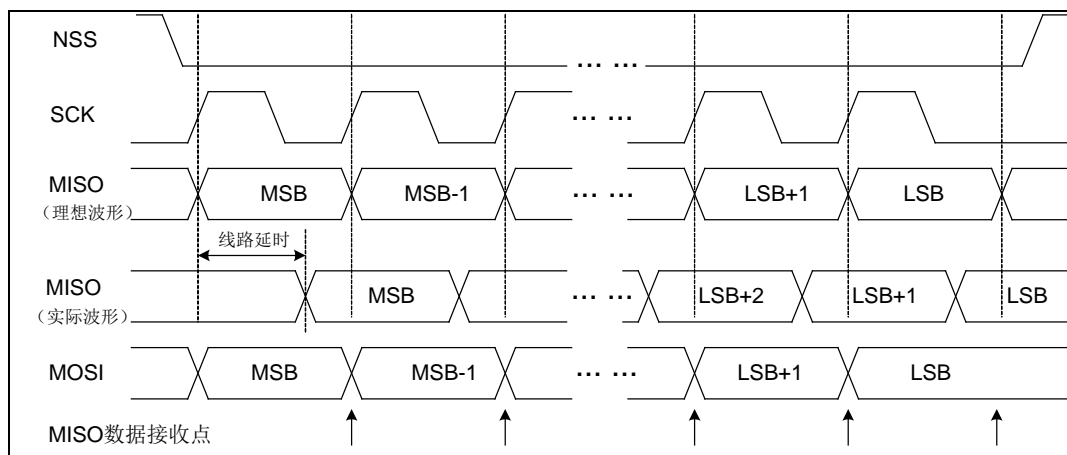 NSS
... ...
SCK
... ...
MISO
（理想波形）
MSB
MSB-1
... ...
LSB+1
LSB
线路延时
MISO
（实际波形）
MSB
... ...
LSB+2
LSB+1
LSB
MOSI
MSB
MSB-1
... ...
LSB+1
LSB
MISO数据接收点